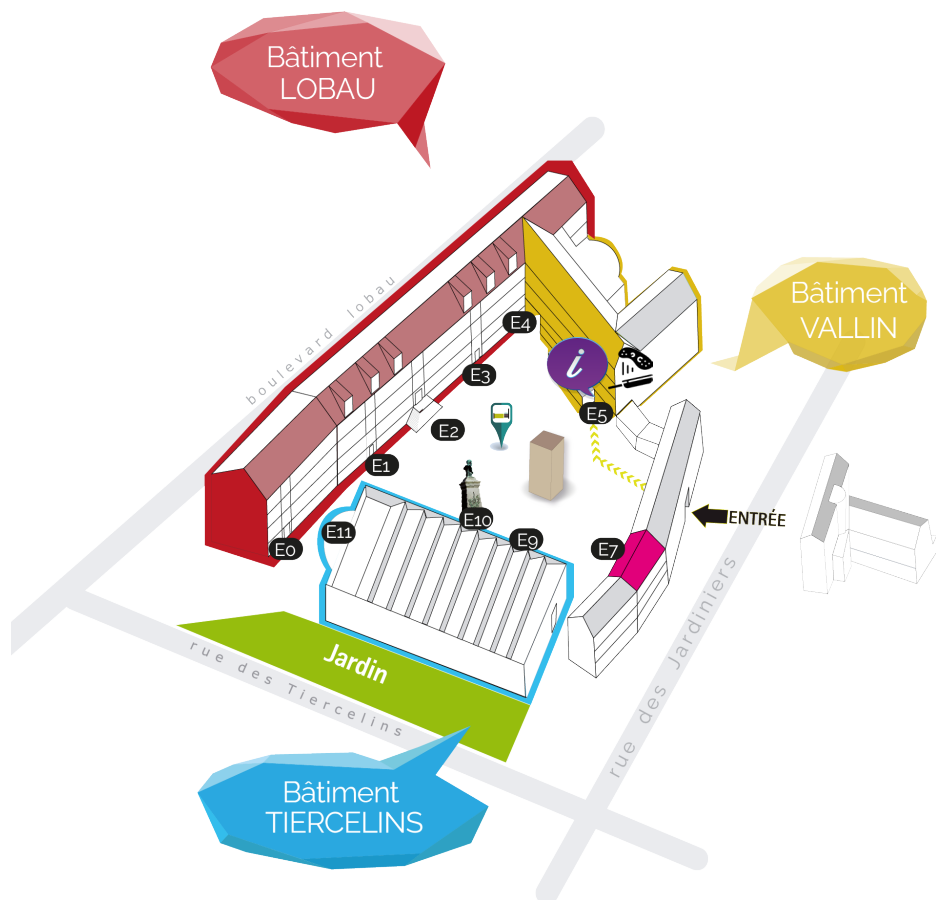 Bâtiment
LOBAU
boulevard lobau
Bâtiment
VALLIN
E4
i
E3
E5
E2
E1
E10
ENTRÉE
E11
E9
E7
E0
Jardin
rue des Tiercelins
rue des Jardiniers
Bâtiment
TIERCELINS